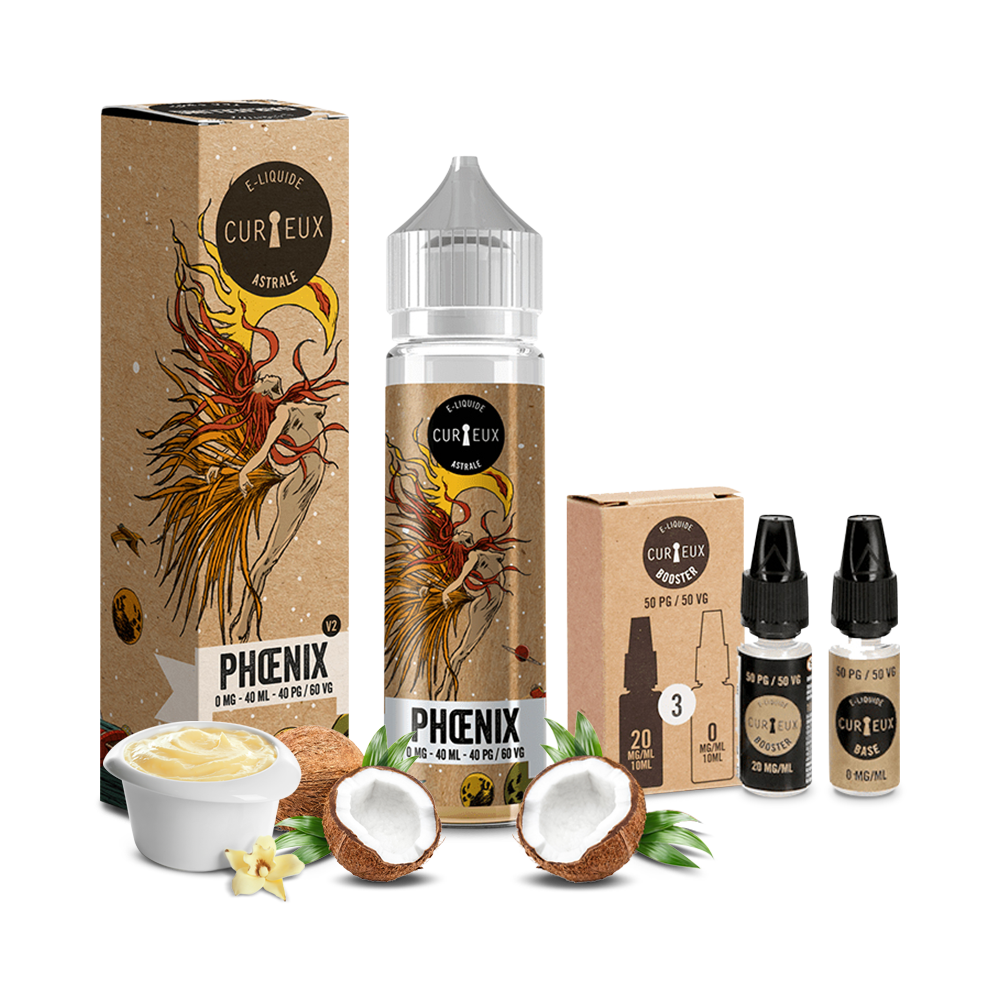 E-LIQUIDE
CURIEUX
ASTRALE
V2
PHŒNIX
0 MG - 40 ML - 40 PG / 60 VG
E-LIQUIDE
CURIEUX
ASTRALE
PHŒNIX
0 MG - 40 ML - 40 PG / 60 VG
E-LIQUIDE
CURIEUX
BOOSTER
50 PG / 50 VG
3
20
MG/ML
10ML
0
MG/ML
10ML
50 PG / 50 VG
E-LIQUIDE
CURIEUX
BOOSTER
20 MG/ML
50 PG / 50 VG
E-LIQUIDE
CURIEUX
BASE
0 MG/ML